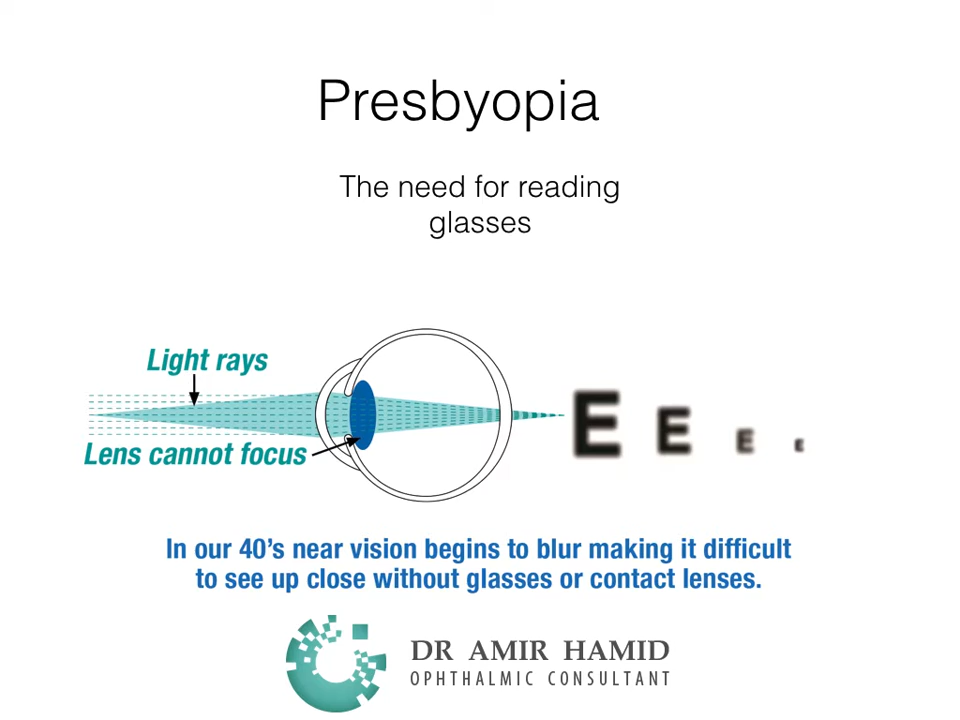 Presbyopia
The need for reading
glasses
Light rays
Lens cannot focus
E E E E
In our 40's near vision begins to blur making it difficult
to see up close without glasses or contact lenses.
DR AMIR HAMID
OPHTHALMIC CONSULTANT